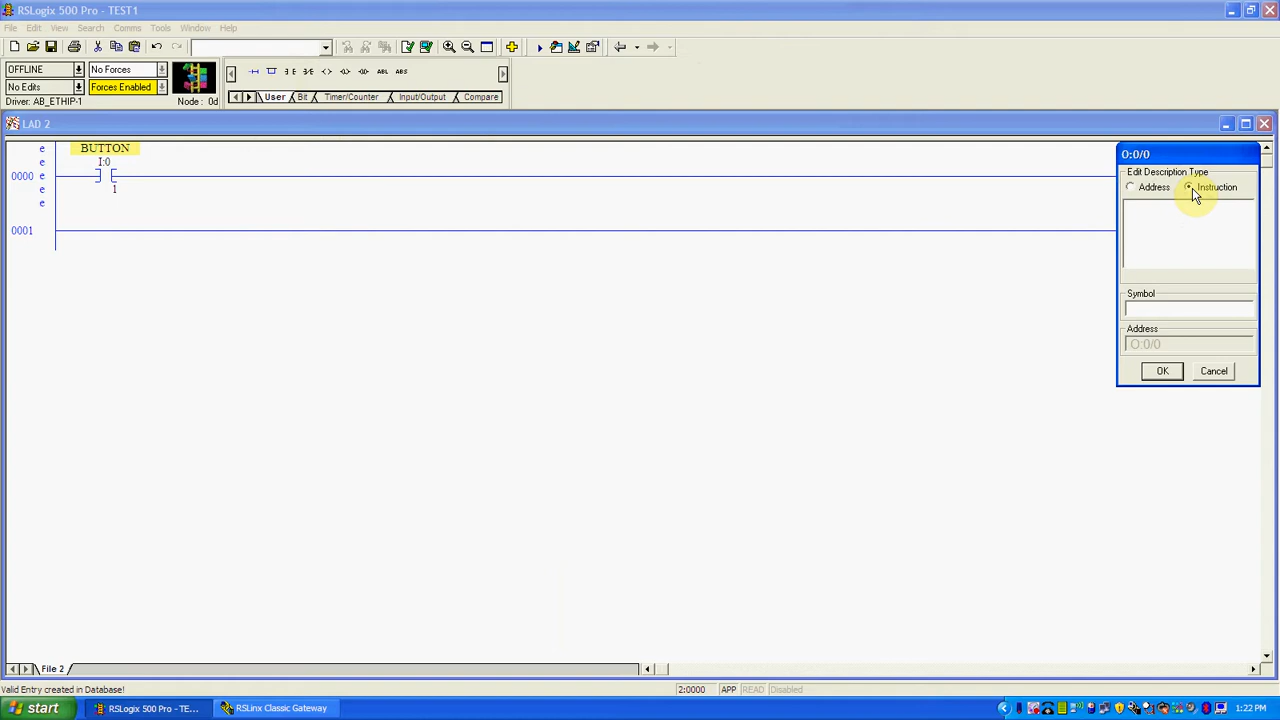 RSLogix 500 Pro - TEST1
File Edit View Search Comms Tools Window Help
OFFLINE No Forces
No Edits Forces Enabled
Driver: AB_ETHIP-1 Node : 0d
ABL ABS
User Bit Timer/Counter Input/Output Compare
LAD 2
e BUTTON
e I:0
0000 e
e 1
e
0001
O:0/0
Edit Description Type
Address Instruction
Symbol
Address
O:0/0
OK Cancel
File 2
Valid Entry created in Database! 2:0000 APP READ Disabled
start RSLogix 500 Pro - TE... RSLinx Classic Gateway 1:22 PM